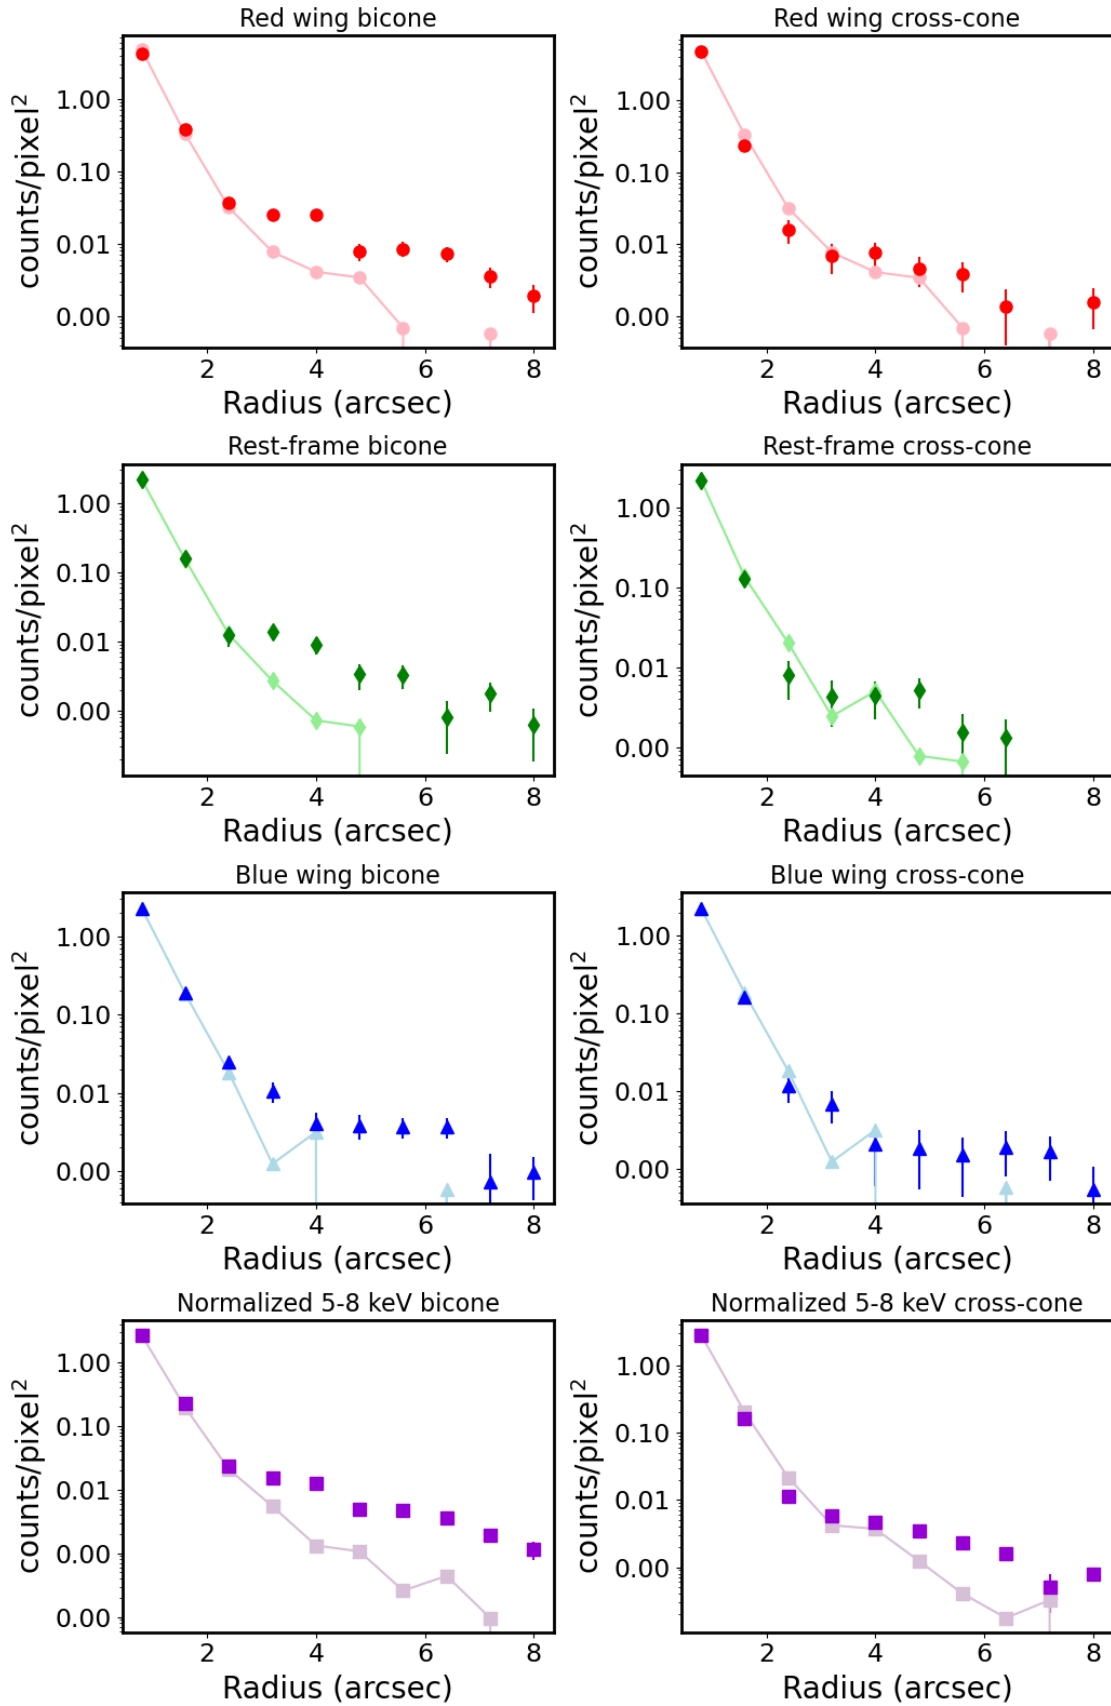 Red wing bicone
counts/pixel²
1.00
0.10
0.01
0.00
2 4 6 8
Radius (arcsec)
Red wing cross-cone
counts/pixel²
1.00
0.10
0.01
0.00
2 4 6 8
Radius (arcsec)
Rest-frame bicone
counts/pixel²
1.00
0.10
0.01
0.00
2 4 6 8
Radius (arcsec)
Rest-frame cross-cone
counts/pixel²
1.00
0.10
0.01
0.00
2 4 6 8
Radius (arcsec)
Blue wing bicone
counts/pixel²
1.00
0.10
0.01
0.00
2 4 6 8
Radius (arcsec)
Blue wing cross-cone
counts/pixel²
1.00
0.10
0.01
0.00
2 4 6 8
Radius (arcsec)
Normalized 5-8 keV bicone
counts/pixel²
1.00
0.10
0.01
0.00
0.00
2 4 6 8
Radius (arcsec)
Normalized 5-8 keV cross-cone
counts/pixel²
1.00
0.10
0.01
0.00
2 4 6 8
Radius (arcsec)